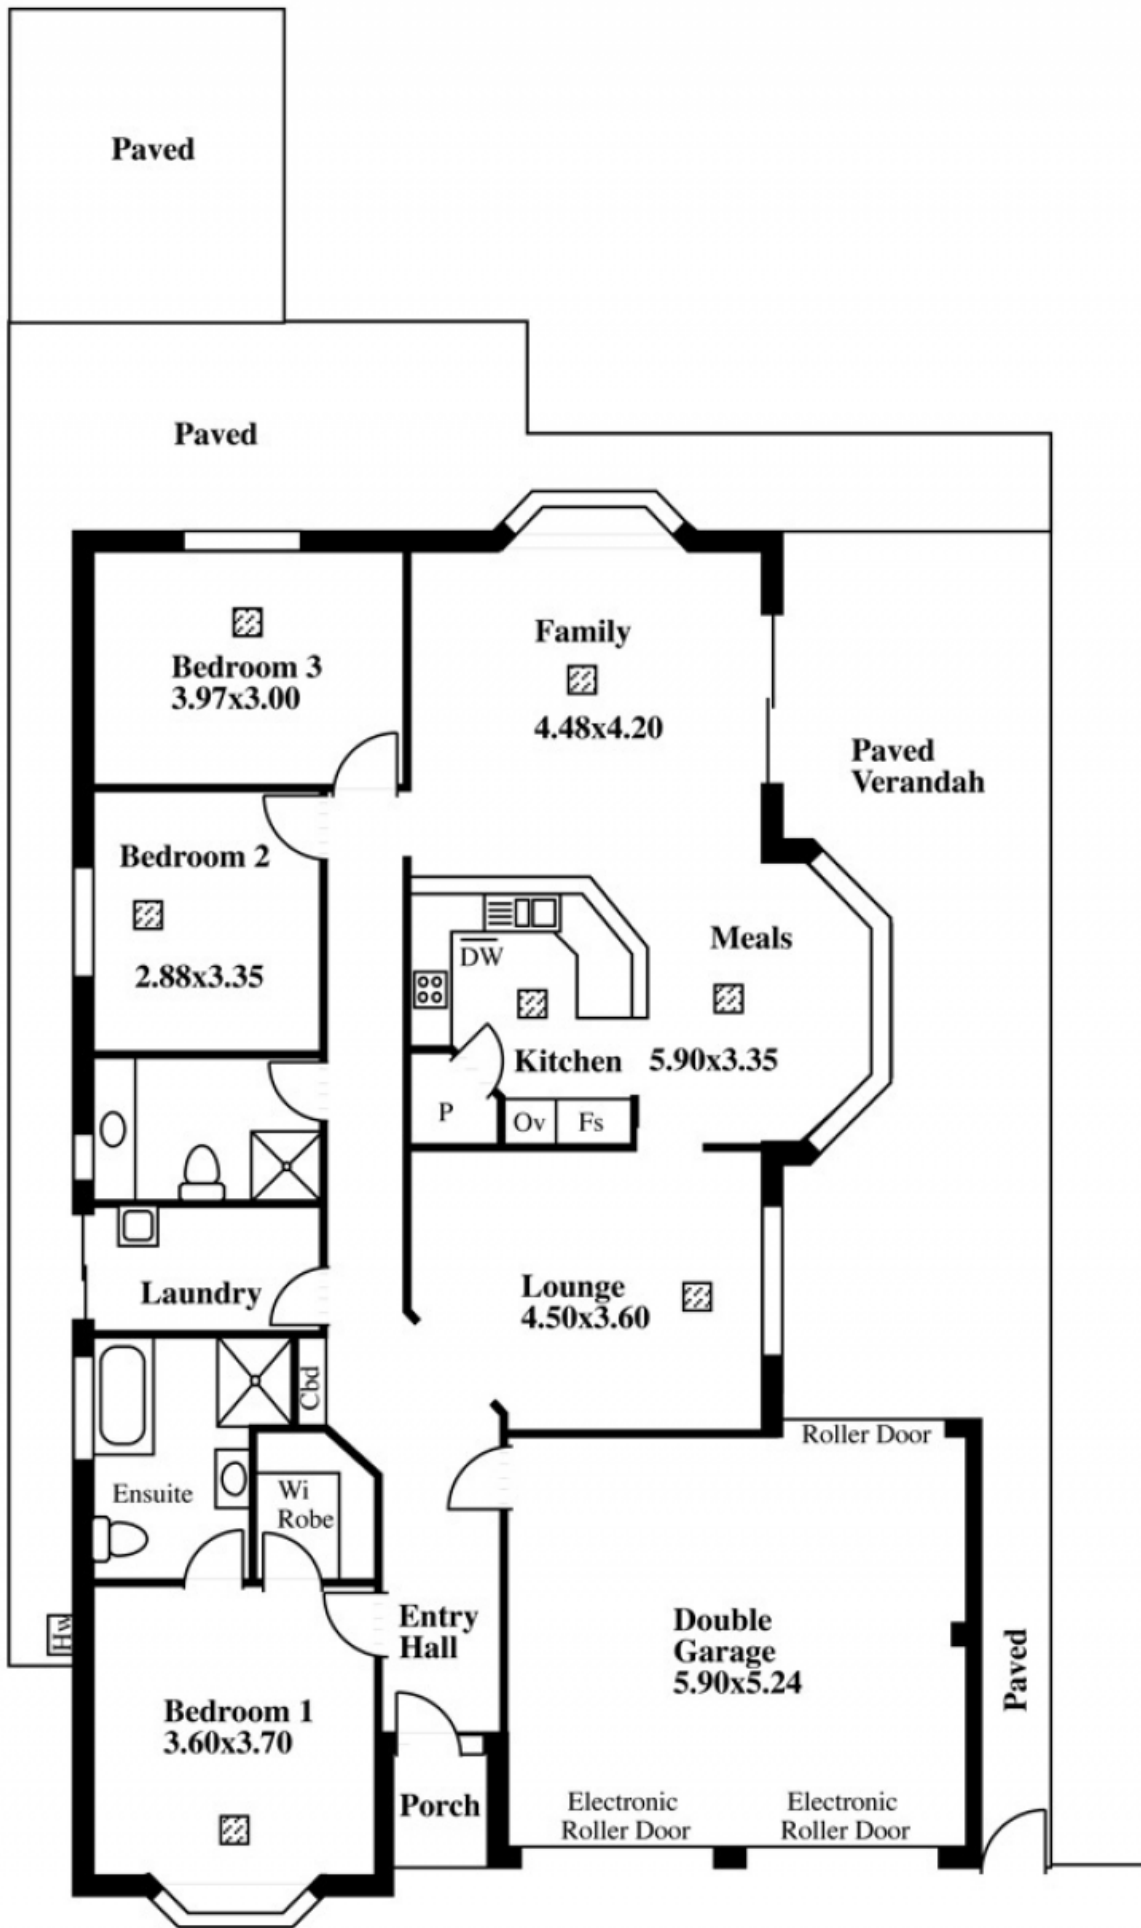 Paved
Paved
Family
Bedroom 3
3.97x3.00
4.48x4.20
Paved
Verandah
Bedroom 2
2.88x3.35
Meals
DW
Kitchen
5.90x3.35
P
Ov
Fs
Laundry
Lounge
4.50x3.60
Cbd
Roller Door
Ensuite
Wi
Robe
Entry
Hall
Double
Garage
5.90x5.24
Hw
Paved
Bedroom 1
3.60x3.70
Porch
Electronic
Roller Door
Electronic
Roller Door